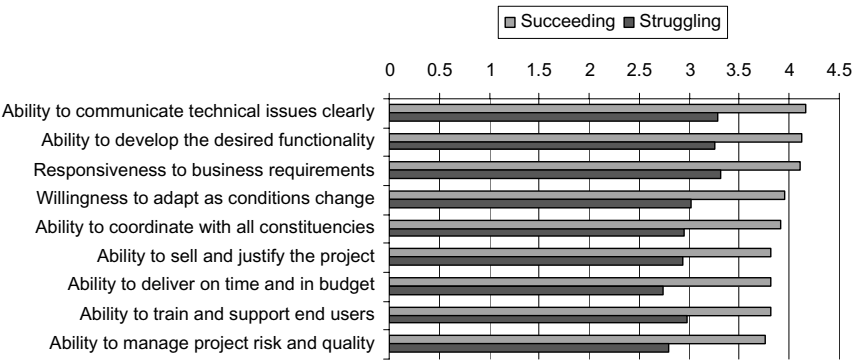 Succeeding Struggling
0 0.5 1 1.5 2 2.5 3 3.5 4 4.5
Ability to communicate technical issues clearly
Ability to develop the desired functionality
Responsiveness to business requirements
Willingness to adapt as conditions change
Ability to coordinate with all constituencies
Ability to sell and justify the project
Ability to deliver on time and in budget
Ability to train and support end users
Ability to manage project risk and quality